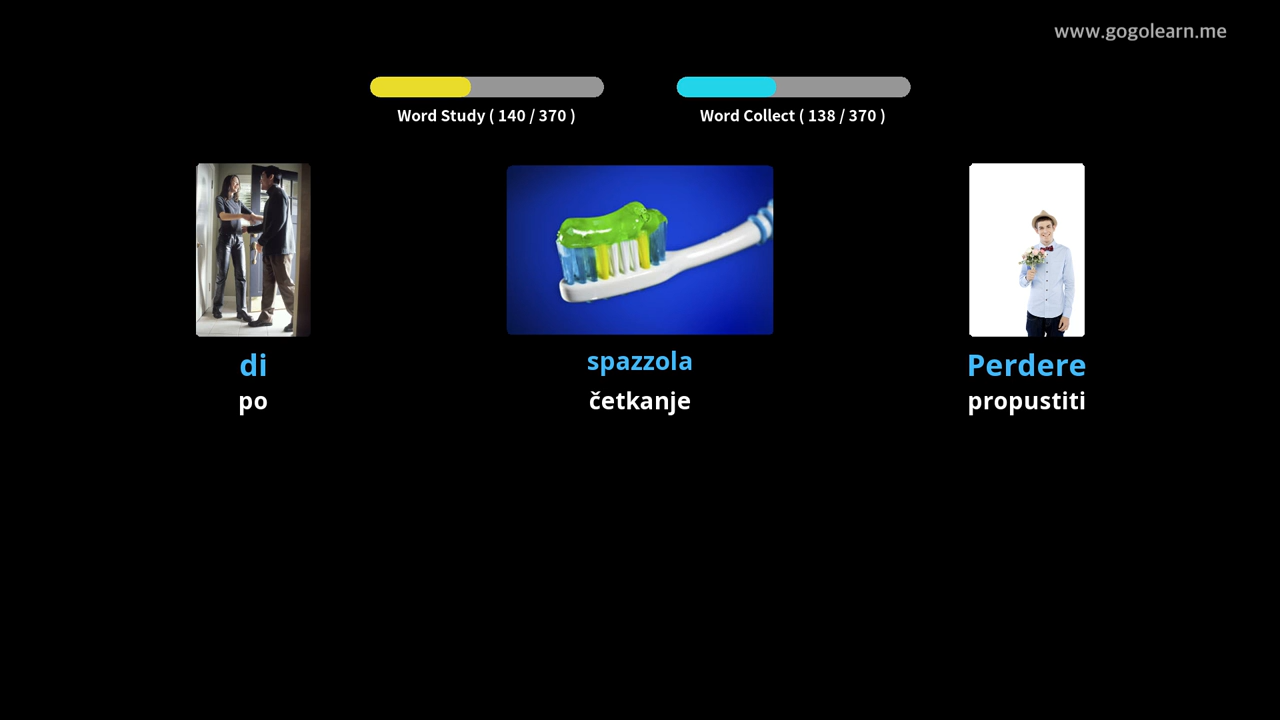 www.gogolearn.me
Word Study ( 140 / 370 )
Word Collect ( 138 / 370 )
di
spazzola
Perdere
po
četkanje
propustiti